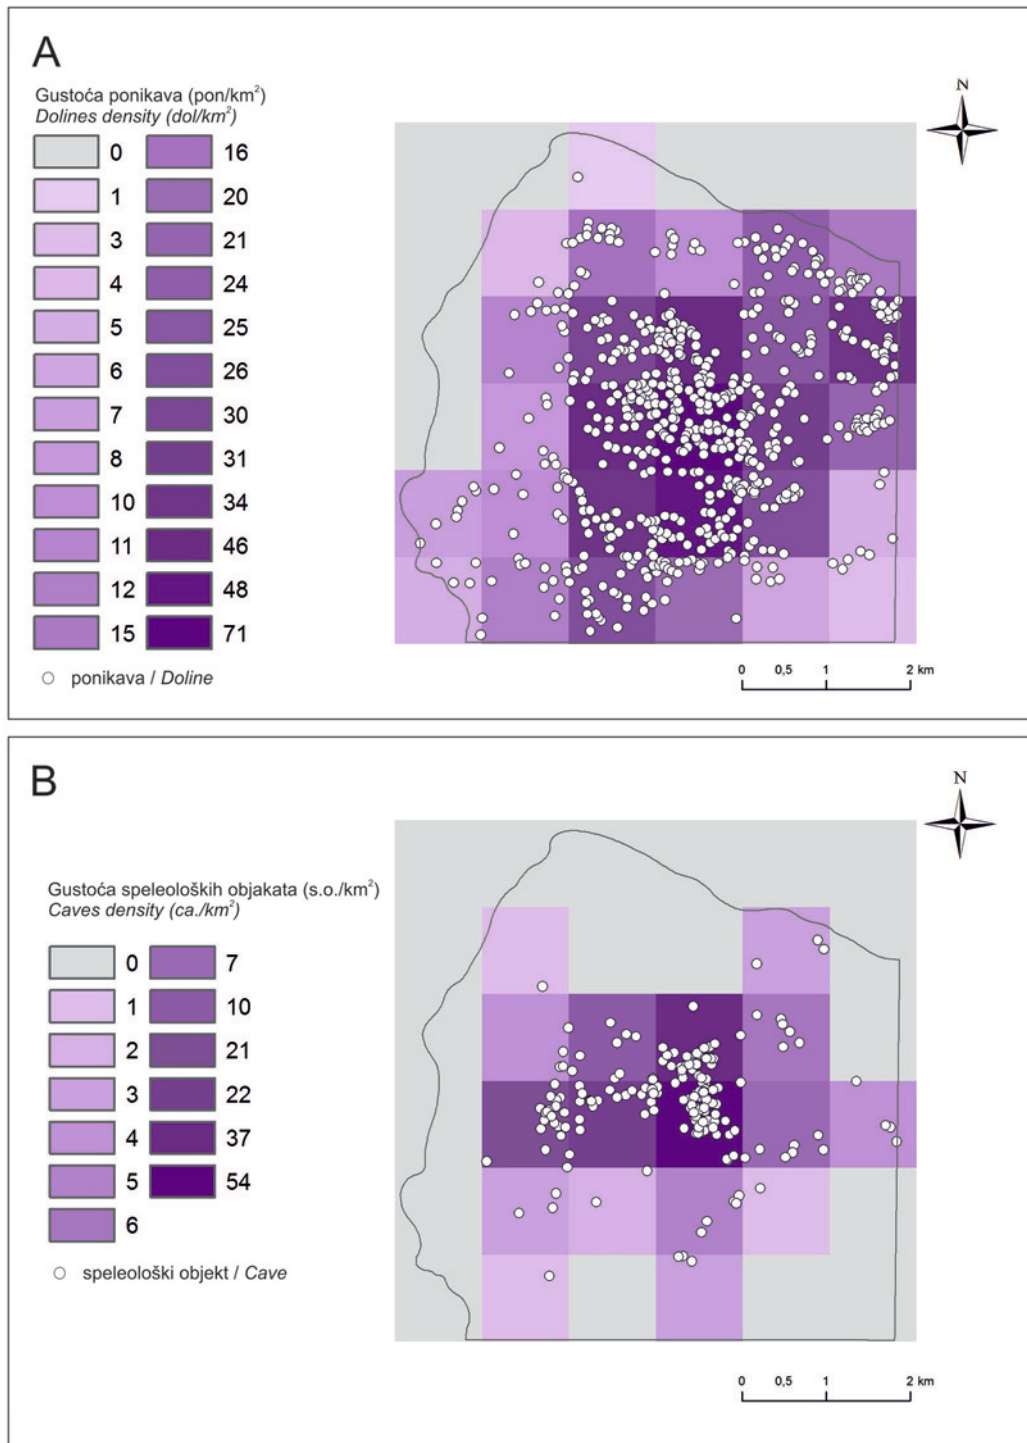 A
Gustoća ponikava (pon/km²)
Dolines density (dol/km²)
0 16
1 20
3 21
4 24
5 25
6 26
7 30
8 31
10 34
11 46
12 48
15 71
ponikava / Doline
N
0 0,5 1 2 km
B
Gustoća speleoloških objekata (s.o./km²)
Caves density (ca./km²)
0 7
1 10
2 21
3 22
4 37
5 54
6
speleološki objekt / Cave
N
0 0,5 1 2 km